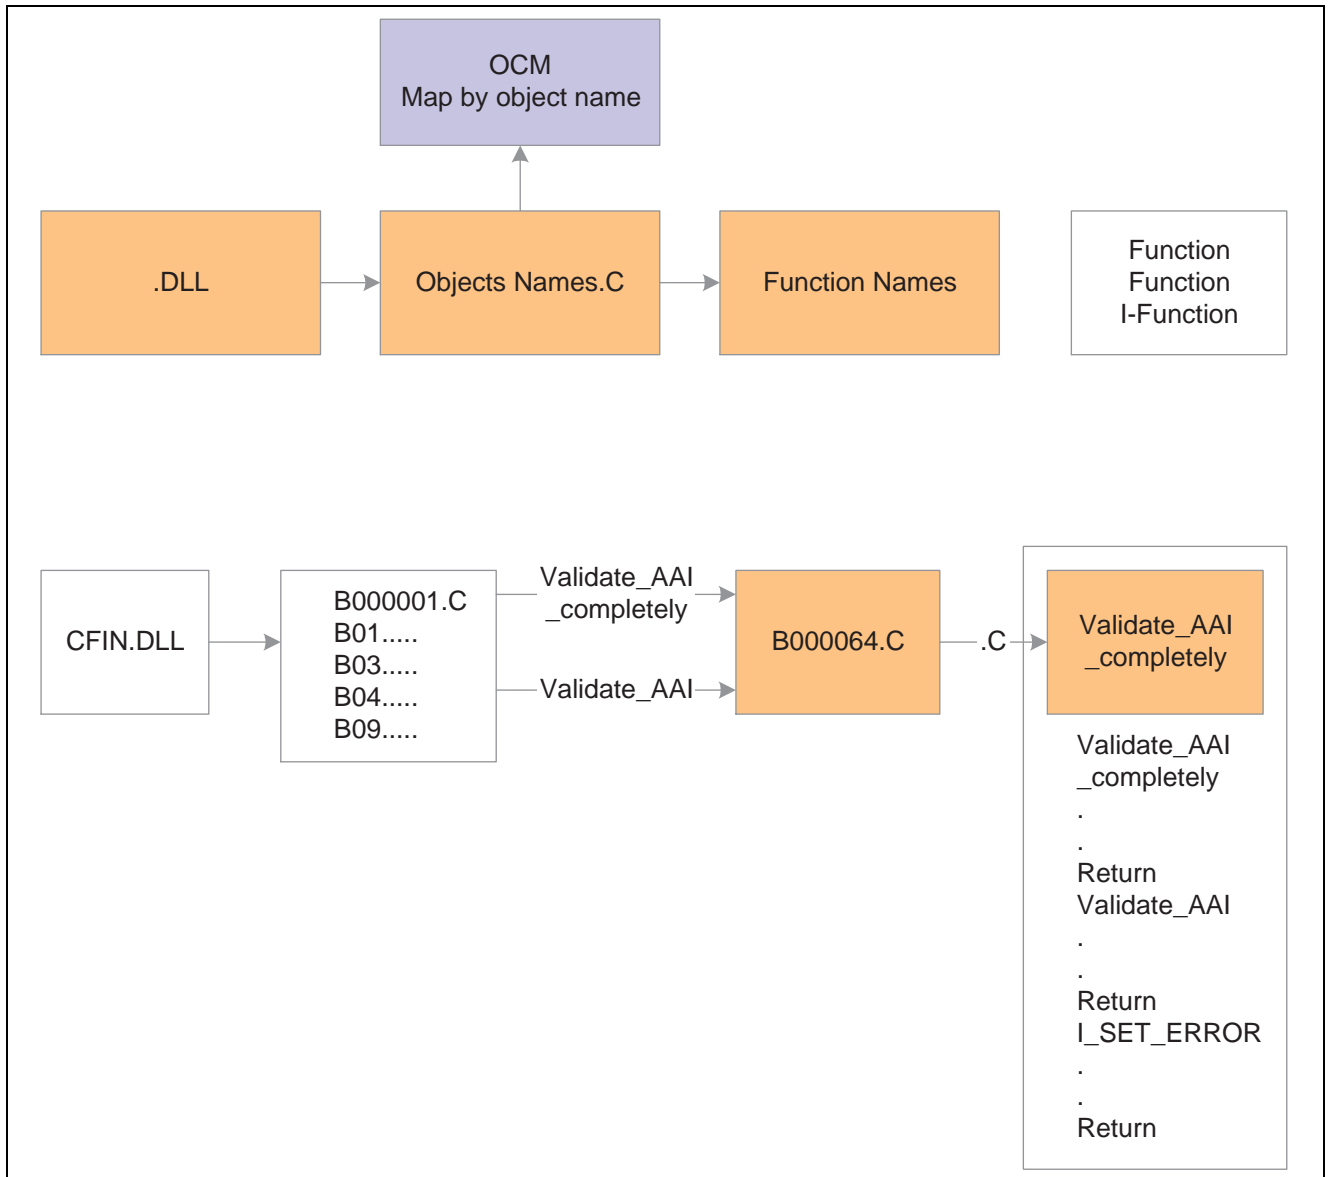 OCM
Map by object name
.DLL
Objects Names.C
Function Names
Function
Function
I-Function
CFIN.DLL
B000001.C
B01.....
B03.....
B04.....
B09.....
Validate_AAI
_completely
Validate_AAI
B000064.C
.C
Validate_AAI
_completely
Validate_AAI
_completely
.
.
Return
Validate_AAI
.
.
Return
I_SET_ERROR
.
.
Return